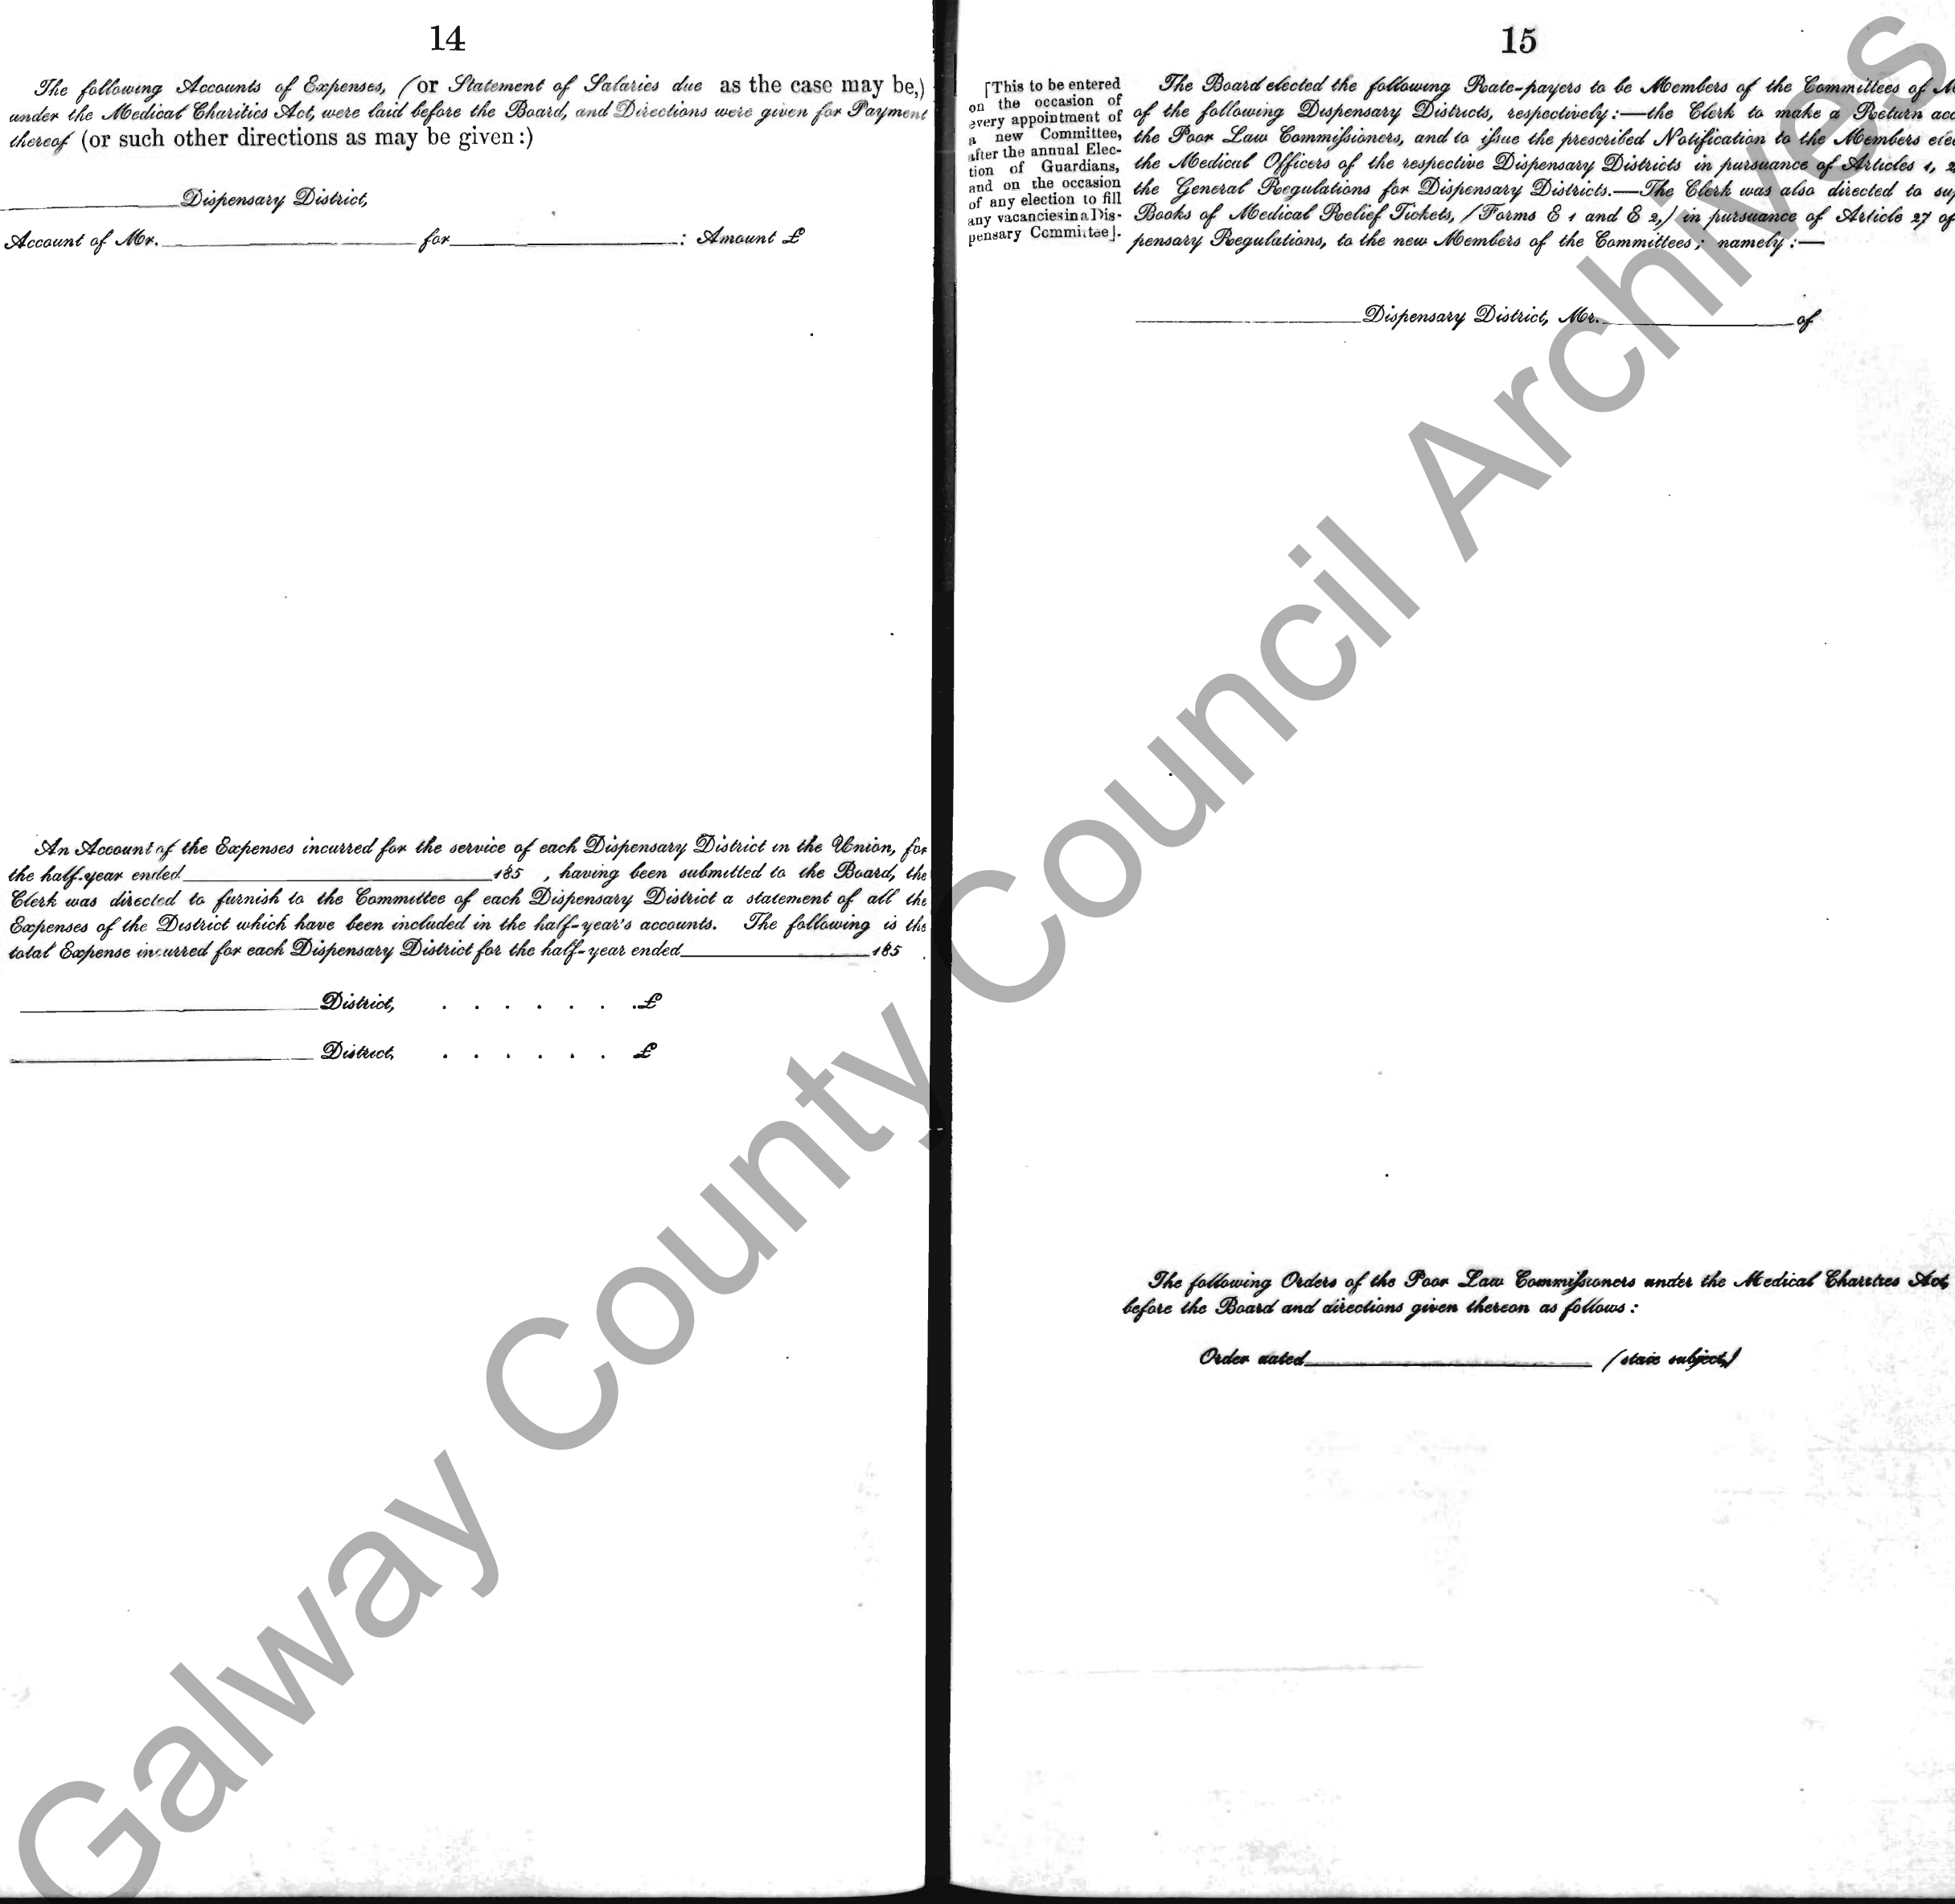 14
The following Accounts of Expenses, (or Statement of Salaries due as the case may be,)
under the Medical Charities Act, were laid before the Board, and Directions were given for Payment
thereof (or such other directions as may be given:)
Dispensary District,
Account of Mr. for : Amount £
An Account of the Expenses incurred for the service of each Dispensary District in the Union, for
the half-year ended 185 , having been submitted to the Board, the
Clerk was directed to furnish to the Committee of each Dispensary District a statement of all the
Expenses of the District which have been included in the half-year's accounts. The following is the
total Expense incurred for each Dispensary District for the half-year ended 185 .
District, . . . . . . . £
District, . . . . . . £
15
[This to be entered
on the occasion of
every appointment of
a new Committee,
after the annual Elec-
tion of Guardians,
and on the occasion
of any election to fill
any vacancies in a Dis-
pensary Committee].
The Board elected the following Rate-payers to be Members of the Committees of
of the following Dispensary Districts, respectively:—the Clerk to make a Return
the Poor Law Commissioners, and to issue the prescribed Notification to the Members
the Medical Officers of the respective Dispensary Districts in pursuance of Articles 1,
the General Regulations for Dispensary Districts.—The Clerk was also directed to
Books of Medical Relief Tickets, (Forms E 1 and E 2,) in pursuance of Article 27 of
pensary Regulations, to the new Members of the Committees; namely:—
Dispensary District, Mr. of
The following Orders of the Poor Law Commissioners under the Medical Charities Act,
before the Board and directions given thereon as follows:
Order dated (state subject)
Galway County Council Archives